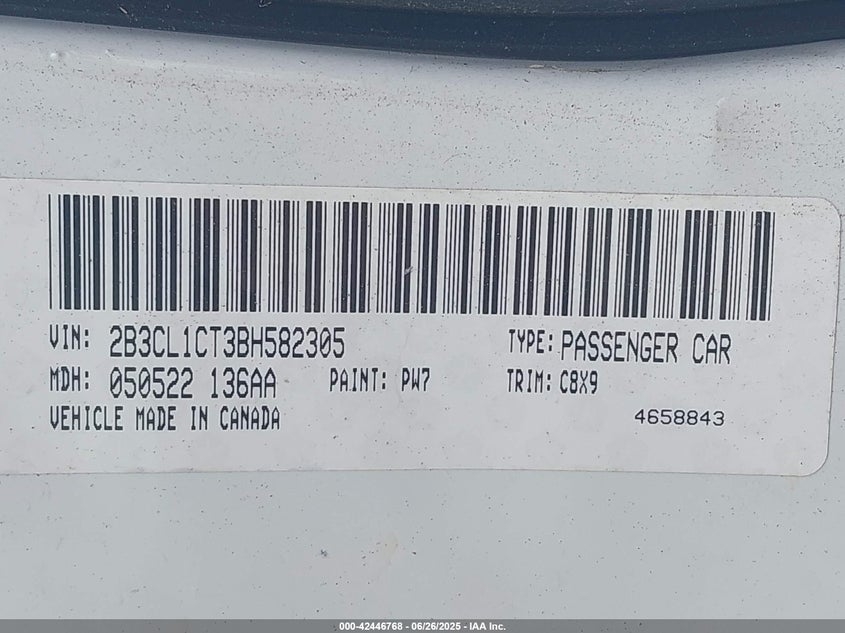 VIN: 2B3CL1CT3BH582305 TYPE: PASSENGER CAR
MDH: 050522 136AA PAINT: PW7 TRIM: C8X9
VEHICLE MADE IN CANADA 4658843
000-42446768 - 06/26/2025 - IAA Inc.